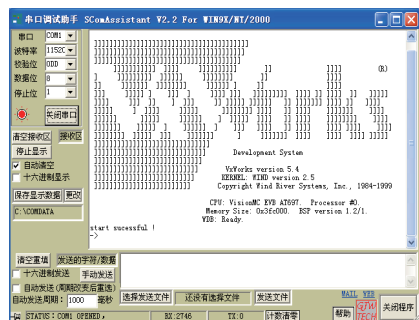 串口调试助手 SComAssistant V2.2 For WIN9X/NT/2000
串口 COM1
波特率 11520
校验位 ODD
数据位 8
停止位 1
关闭串口
清空接收区 接收区
停止显示
自动清空
十六进制显示
保存显示数据 更改
C:\COMDATA
(R)
Development System
VxWorks version 5.4
KERNEL: WIND version 2.5
Copyright Wind River Systems, Inc., 1984-1999
CPU: VisionMC EVD AT697. Processor #0.
Memory Size: 0x3fc000. BSP version 1.2/1.
WDB: Ready.
start sucessful !
->
清空重填 发送的字符/数据
十六进制发送 手动发送
自动发送(周期改变后重选)
自动发送周期: 1000 毫秒 选择发送文件 还没有选择文件 发送文件
MAIL WEB
帮助 GJW TECH 关闭程序
STATUS: COM1 OPENED, RX:2746 TX:0 计数清零